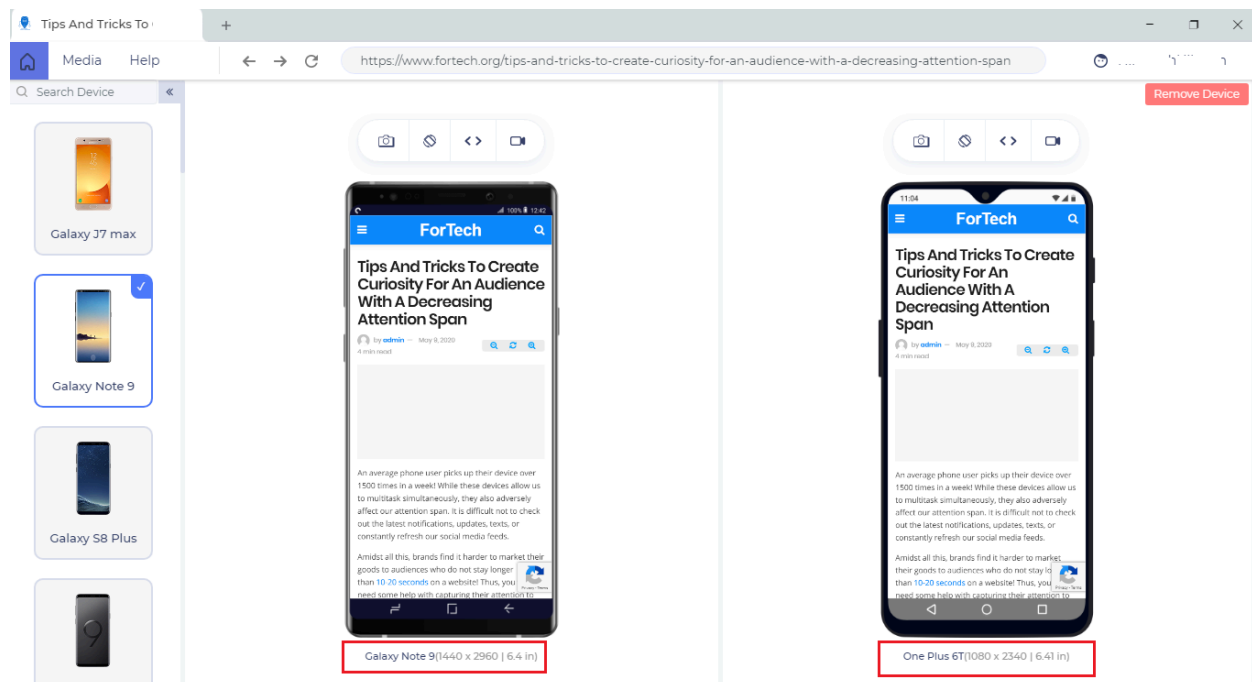 Tips And Tricks To
Media Help
https://www.fortech.org/tips-and-tricks-to-create-curiosity-for-an-audience-with-a-decreasing-attention-span
Search Device
Remove Device
Galaxy J7 max
Galaxy Note 9
Galaxy S8 Plus
100% 12:42
ForTech
Tips And Tricks To Create
Curiosity For An Audience
With A Decreasing
Attention Span
by admin — May 9, 2020
4 min read
An average phone user picks up their device over
1500 times in a week! While these devices allow us
to multitask simultaneously, they also adversely
affect our attention span. It is difficult not to check
out the latest notifications, updates, texts, or
constantly refresh our social media feeds.
Amidst all this, brands find it harder to market their
goods to audiences who do not stay longer
than 10-20 seconds on a website! Thus, you
need some help with capturing their attention to
Privacy - Terms
Galaxy Note 9(1440 x 2960 | 6.4 in)
11:04
ForTech
Tips And Tricks To Create
Curiosity For An
Audience With A
Decreasing Attention
Span
by admin — May 9, 2020
4 min read
An average phone user picks up their device over
1500 times in a week! While these devices allow us
to multitask simultaneously, they also adversely
affect our attention span. It is difficult not to check
out the latest notifications, updates, texts, or
constantly refresh our social media feeds.
Amidst all this, brands find it harder to market
their goods to audiences who do not stay lo
than 10-20 seconds on a website! Thus, you
need some help with capturing their attention to
Privacy - Terms
One Plus 6T(1080 x 2340 | 6.41 in)